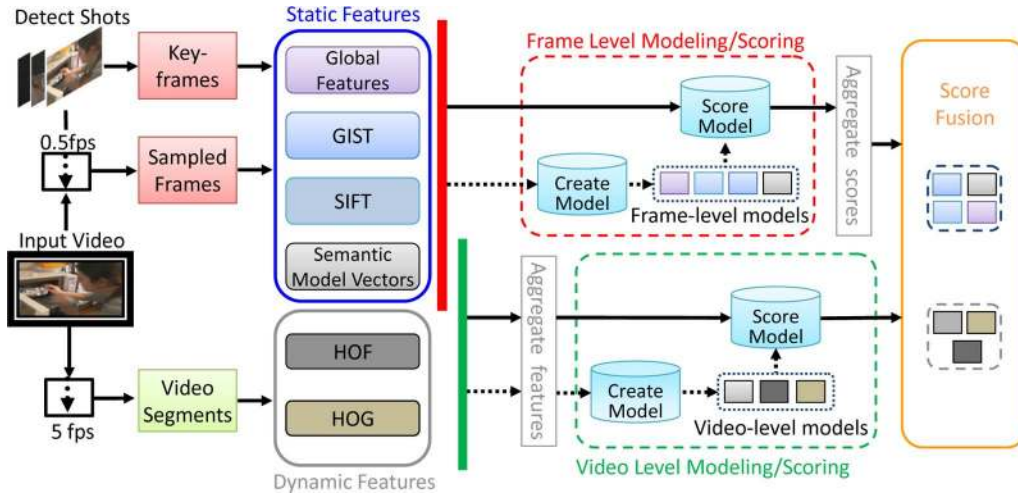 Detect Shots
Key-
frames
0.5fps
Sampled
Frames
Input Video
5 fps
Video
Segments
Static Features
Global
Features
GIST
SIFT
Semantic
Model Vectors
HOF
HOG
Dynamic Features
Frame Level Modeling/Scoring
Score
Model
Create
Model
Frame-level models
Aggregate scores
Aggregate features
Score
Model
Create
Model
Video-level models
Video Level Modeling/Scoring
Score
Fusion